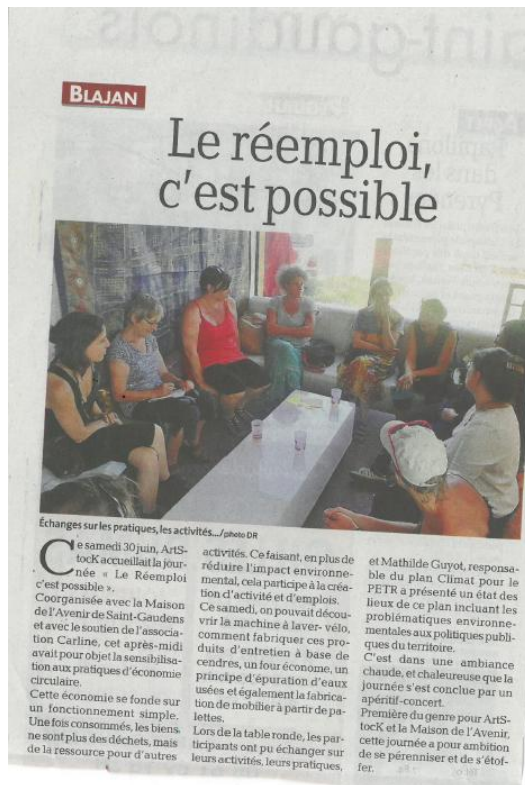 BLAJAN
Le réemploi,
c'est possible
Échanges sur les pratiques, les activités.../photo DR
Ce samedi 30 juin, ArtS-
tocK accueillait la jour-
née « Le Réemploi
c'est possible ».
Coorganisée avec la Maison
de l'Avenir de Saint-Gaudens
et avec le soutien de l'associa-
tion Carline, cet après-midi
avait pour objet la sensibilisa-
tion aux pratiques d'économie
circulaire.
Cette économie se fonde sur
un fonctionnement simple.
Une fois consommés, les biens
ne sont plus des déchets, mais
de la ressource pour d'autres
activités. Ce faisant, en plus de
réduire l'impact environne-
mental, cela participe à la créa-
tion d'activité et d'emplois.
Ce samedi, on pouvait décou-
vrir la machine à laver- vélo,
comment fabriquer ces pro-
duits d'entretien à base de
cendres, un four économe, un
principe d'épuration d'eaux
usées et également la fabrica-
tion de mobilier à partir de pa-
lettes.
Lors de la table ronde, les par-
ticipants ont pu échanger sur
leurs activités, leurs pratiques,
et Mathilde Guyot, responsa-
ble du plan Climat pour le
PETR a présenté un état des
lieux de ce plan incluant les
problématiques environne-
mentales aux politiques publi-
ques du territoire.
C'est dans une ambiance
chaude, et chaleureuse que la
journée s'est conclue par un
apéritif-concert.
Première du genre pour ArtS-
tocK et la Maison de l'Avenir,
cette journée a pour ambition
de se pérenniser et de s'étof-
fer.